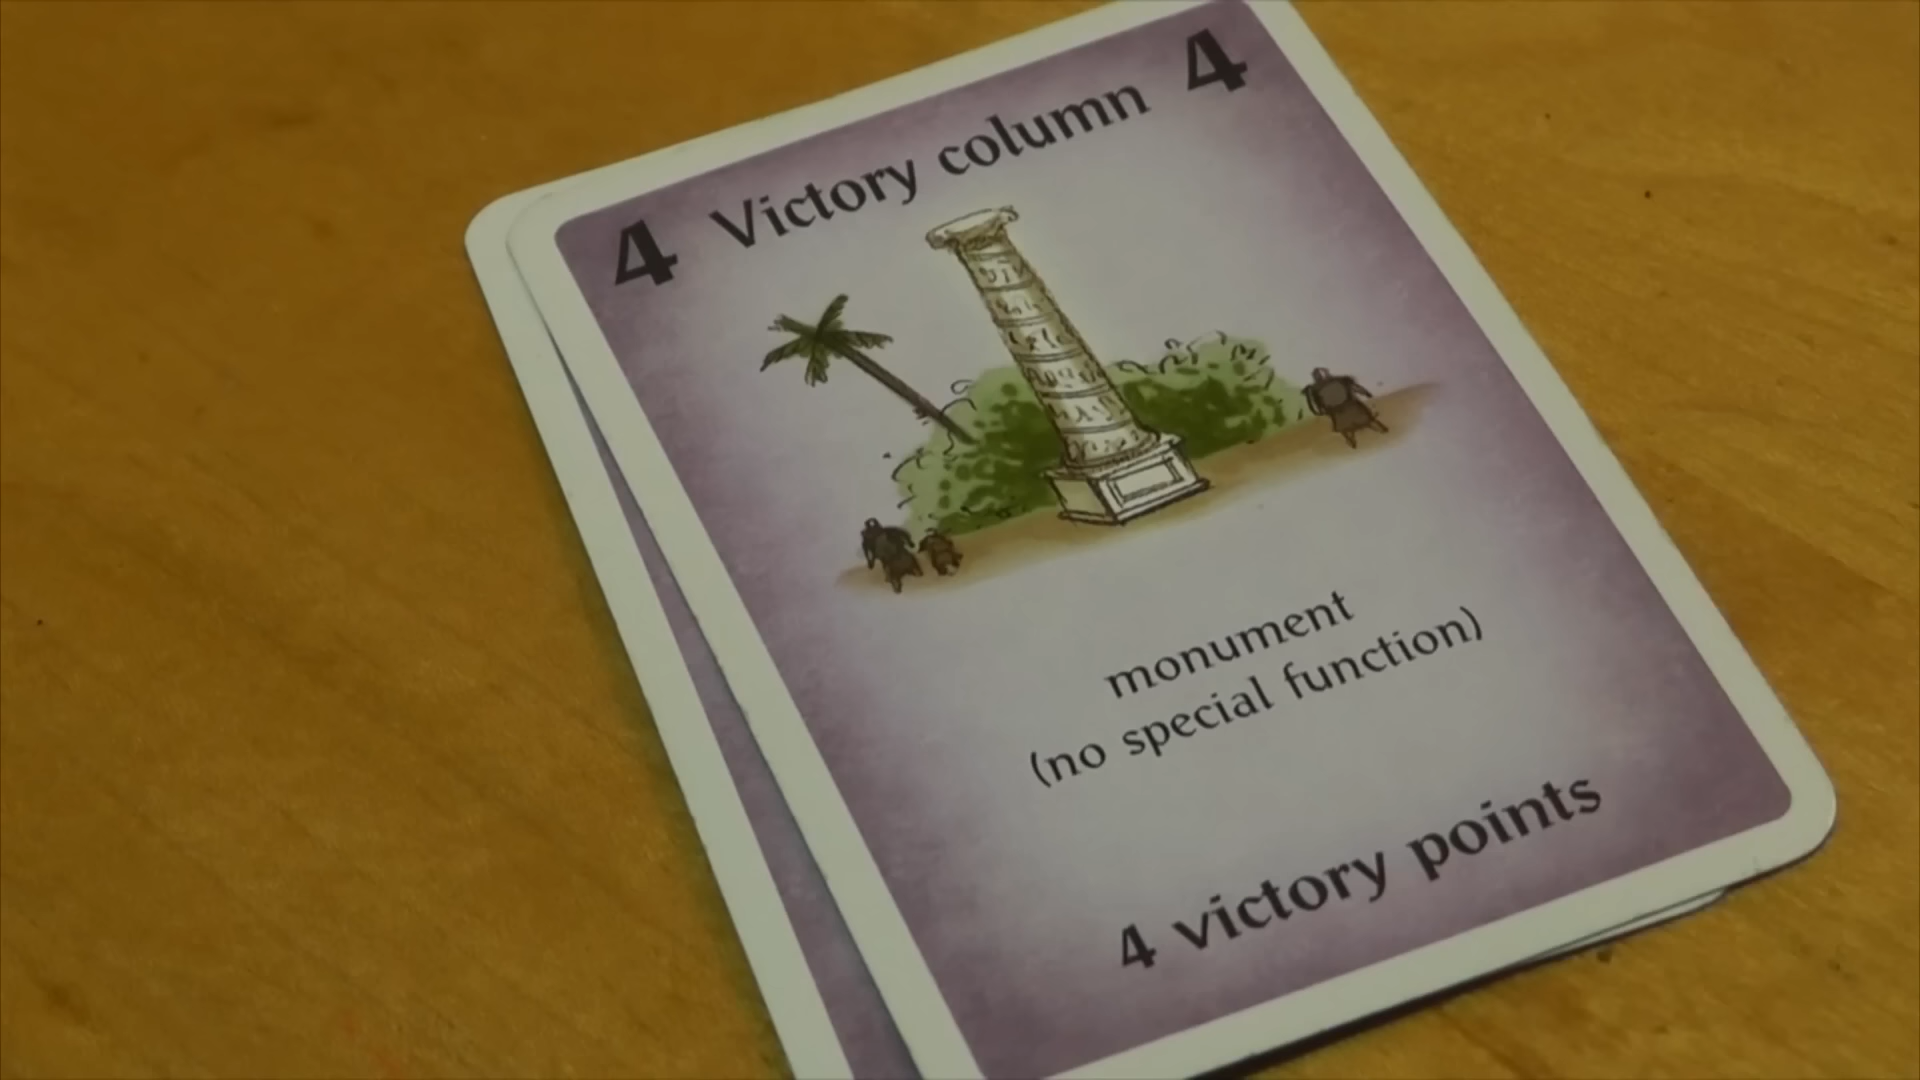 4 Victory column 4
monument
(no special function)
4 victory points